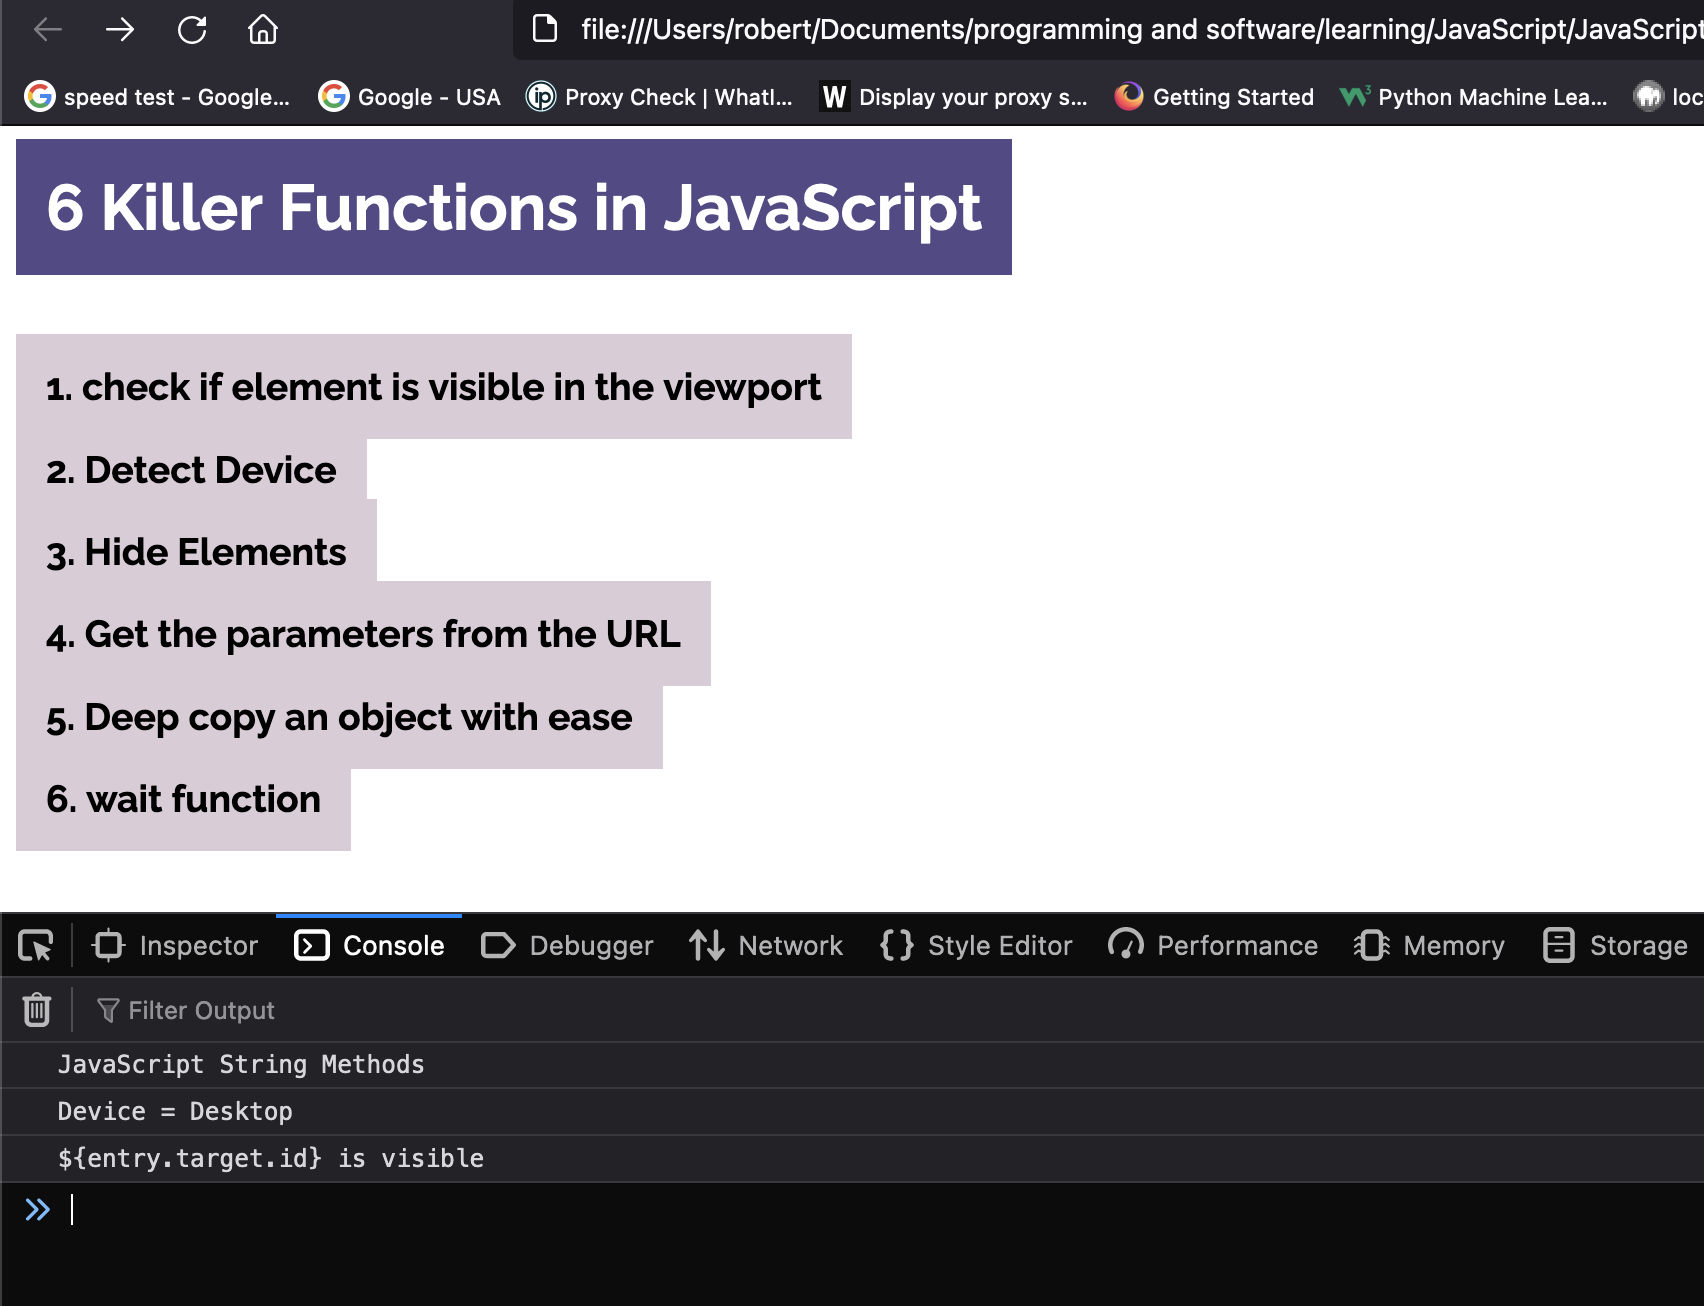 file:///Users/robert/Documents/programming and software/learning/JavaScript/JavaScript
speed test - Google... Google - USA ip Proxy Check | WhatI... W Display your proxy s... Getting Started W3 Python Machine Lea... loc
6 Killer Functions in JavaScript
1. check if element is visible in the viewport
2. Detect Device
3. Hide Elements
4. Get the parameters from the URL
5. Deep copy an object with ease
6. wait function
Inspector Console Debugger Network Style Editor Performance Memory Storage
Filter Output
JavaScript String Methods
Device = Desktop
${entry.target.id} is visible